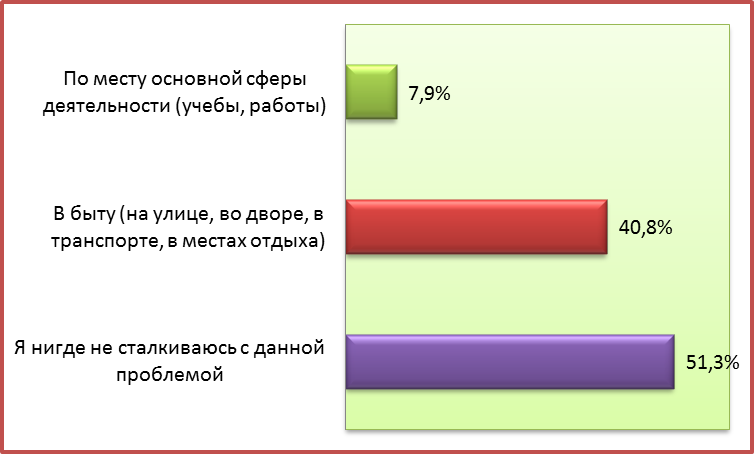 По месту основной сферы
деятельности (учебы, работы)
7,9%
В быту (на улице, во дворе, в
транспорте, в местах отдыха)
40,8%
Я нигде не сталкиваюсь с данной
проблемой
51,3%